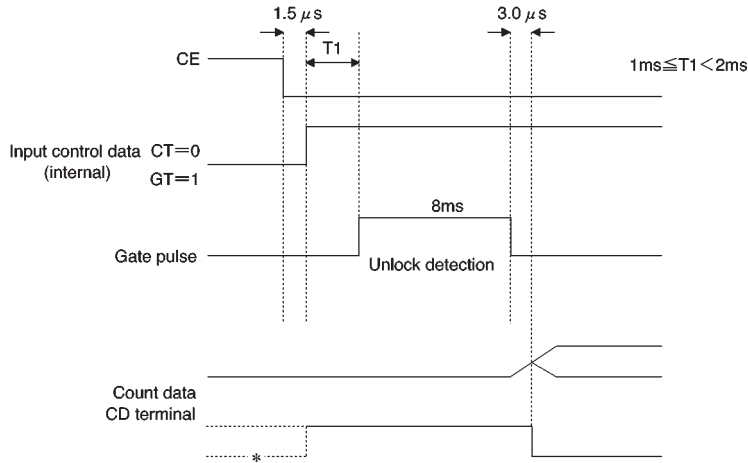 1.5 μs
3.0 μs
T1
CE
1ms≦T1<2ms
Input control data CT=0
(internal)
GT=1
8ms
Gate pulse
Unlock detection
Count data
CD terminal
*